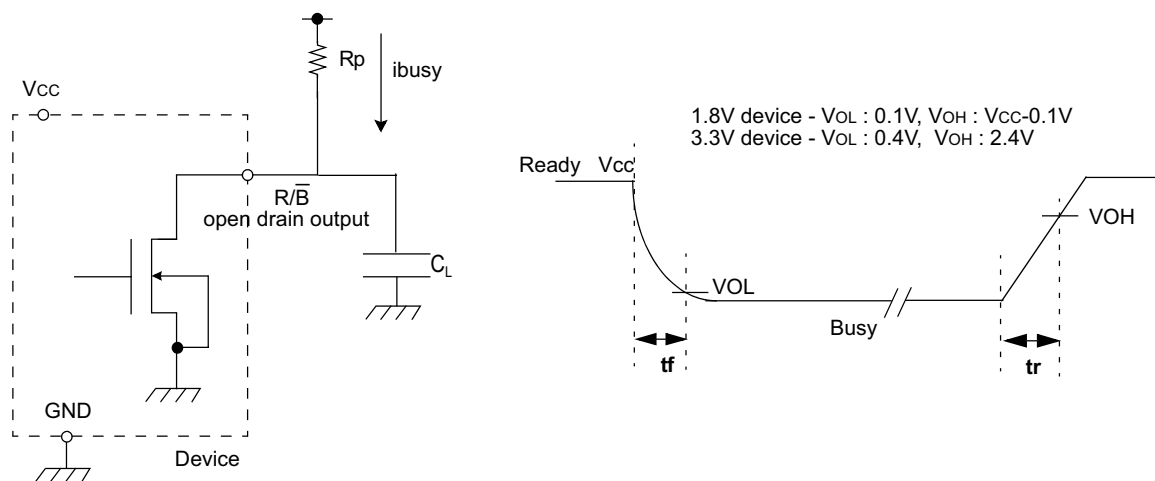 Rp
ibusy
VCC
R/B̅
open drain output
CL
GND
Device
1.8V device - VOL : 0.1V, VOH : VCC-0.1V
3.3V device - VOL : 0.4V, VOH : 2.4V
Ready Vcc
VOH
VOL
Busy
tf
tr